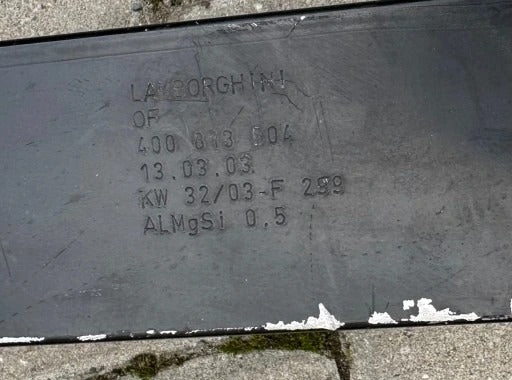 LAMBORGHINI
OF
400 813 504
13.03.03
KW 32/03-F 299
ALMgSi 0.5